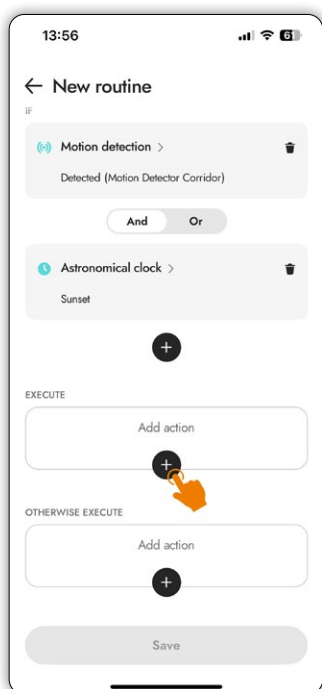 13:56
61
New routine
IF
Motion detection >
Detected (Motion Detector Corridor)
And Or
Astronomical clock >
Sunset
EXECUTE
Add action
OTHERWISE EXECUTE
Add action
Save